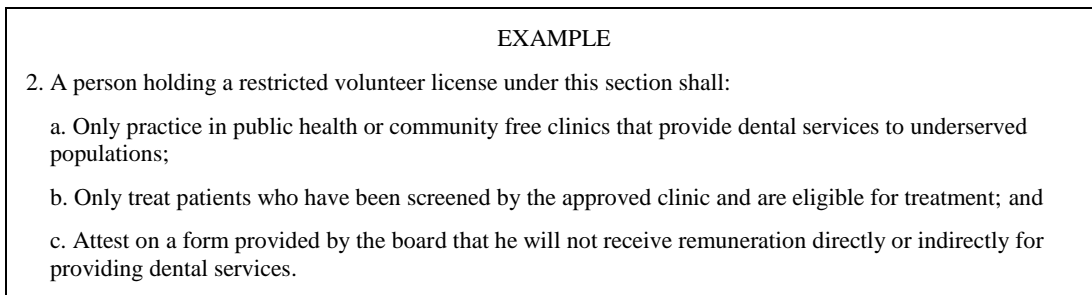 EXAMPLE
2. A person holding a restricted volunteer license under this section shall:
a. Only practice in public health or community free clinics that provide dental services to underserved
populations;
b. Only treat patients who have been screened by the approved clinic and are eligible for treatment; and
c. Attest on a form provided by the board that he will not receive remuneration directly or indirectly for
providing dental services.